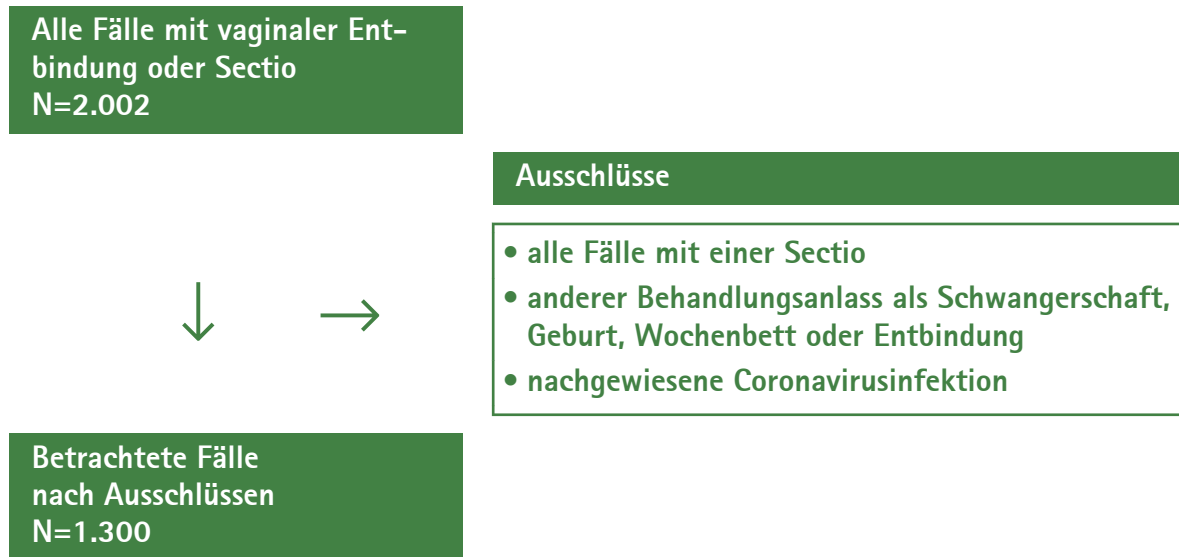 Alle Fälle mit vaginaler Ent-
bindung oder Sectio
N=2.002
Ausschlüsse
• alle Fälle mit einer Sectio
• anderer Behandlungsanlass als Schwangerschaft,
Geburt, Wochenbett oder Entbindung
• nachgewiesene Coronavirusinfektion
Betrachtete Fälle
nach Ausschlüssen
N=1.300